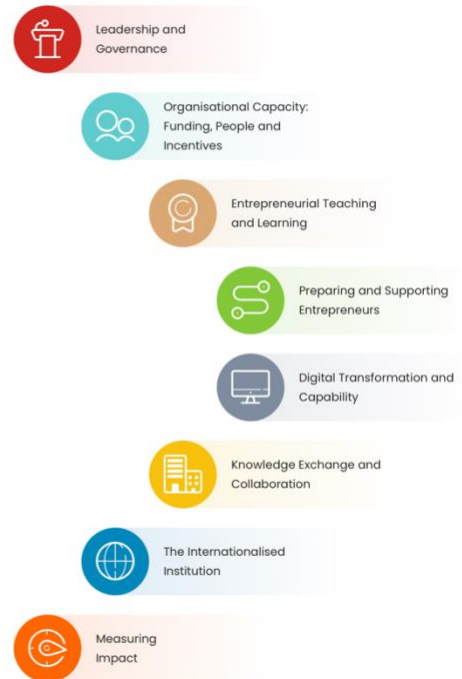 Leadership and
Governance
Organisational Capacity:
Funding, People and
Incentives
Entrepreneurial Teaching
and Learning
Preparing and Supporting
Entrepreneurs
Digital Transformation and
Capability
Knowledge Exchange and
Collaboration
The Internationalised
Institution
Measuring
Impact